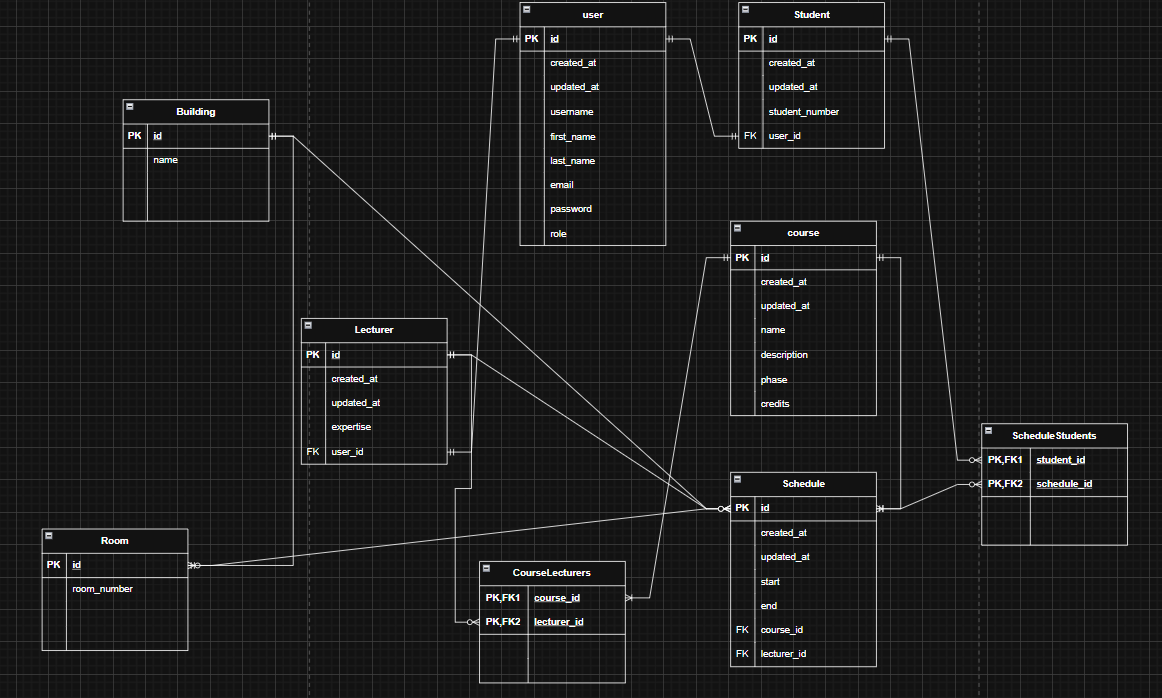 user
PK id
created_at
updated_at
username
first_name
last_name
email
password
role
Student
PK id
created_at
updated_at
student_number
FK user_id
Building
PK id
name
course
PK id
created_at
updated_at
name
description
phase
credits
Lecturer
PK id
created_at
updated_at
expertise
FK user_id
ScheduleStudents
PK,FK1 student_id
PK,FK2 schedule_id
Schedule
PK id
created_at
updated_at
start
end
FK course_id
FK lecturer_id
Room
PK id
room_number
CourseLecturers
PK,FK1 course_id
PK,FK2 lecturer_id